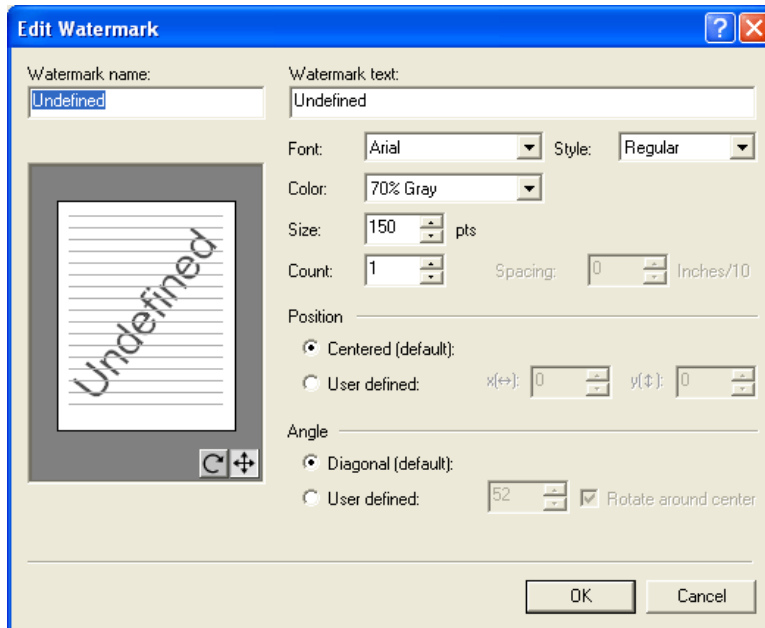 Edit Watermark
Watermark name:
Undefined
Watermark text:
Undefined
Font: Arial Style: Regular
Color: 70% Gray
Size: 150 pts
Count: 1 Spacing: 0 Inches/10
Undefined
Position
Centered (default):
User defined: x(↔): 0 y(↕): 0
Angle
Diagonal (default):
User defined: 52 Rotate around center
OK Cancel